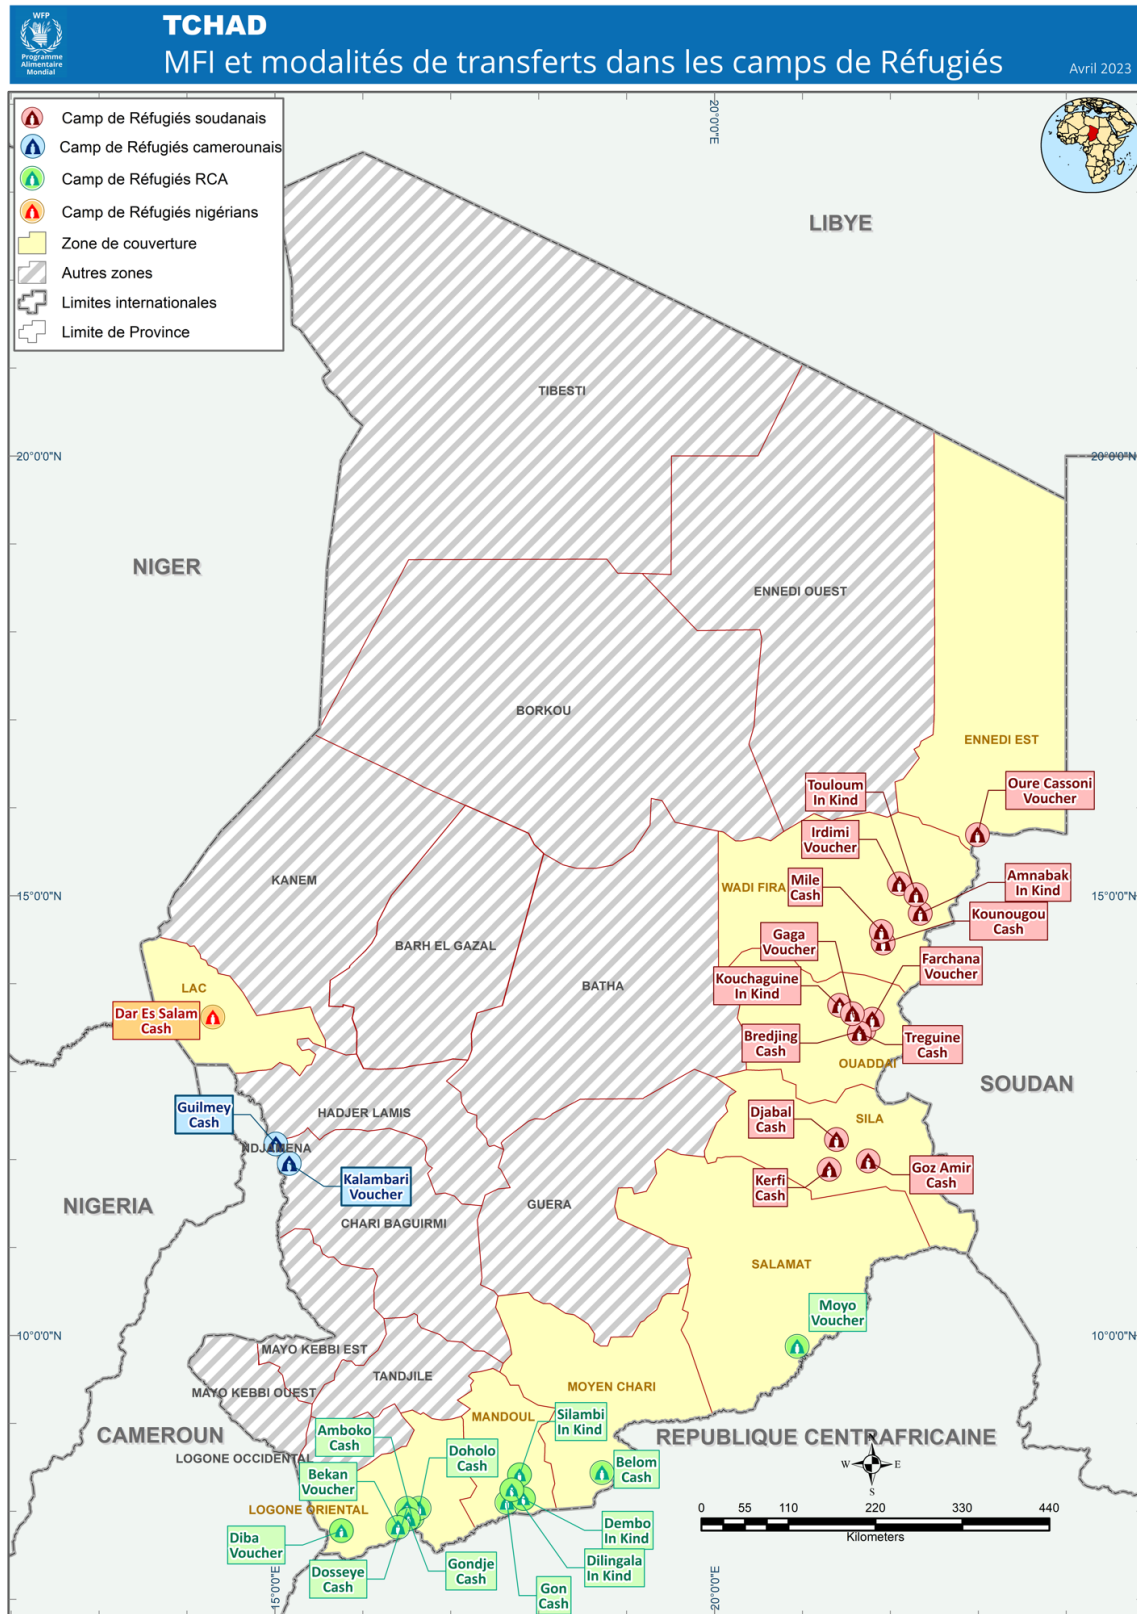 WFP
Programme
Alimentaire
Mondial
TCHAD
MFI et modalités de transferts dans les camps de Réfugiés
Avril 2023
Camp de Réfugiés soudanais
Camp de Réfugiés camerounais
Camp de Réfugiés RCA
Camp de Réfugiés nigérians
Zone de couverture
Autres zones
Limites internationales
Limite de Province
20°0'0"E
LIBYE
TIBESTI
20°0'0"N
20°0'0"N
NIGER
ENNEDI OUEST
BORKOU
ENNEDI EST
Touloum
In Kind
Oure Cassoni
Voucher
Irdimi
Voucher
KANEM
WADI FIRA
Mile
Cash
Amnabak
In Kind
15°0'0"N
15°0'0"N
Kounougou
Cash
BARH EL GAZAL
Gaga
Voucher
Farchana
Voucher
LAC
BATHA
Kouchaguine
In Kind
Dar Es Salam
Cash
Bredjing
Cash
Treguine
Cash
OUADDAI
SOUDAN
Guilmey
Cash
HADJER LAMIS
Djabal
Cash
SILA
NDJAMENA
Kalambari
Voucher
Kerfi
Cash
Goz Amir
Cash
NIGERIA
GUERA
CHARI BAGUIRMI
SALAMAT
Moyo
Voucher
10°0'0"N
10°0'0"N
MAYO KEBBI EST
TANDJILE
MAYO KEBBI OUEST
MOYEN CHARI
MANDOUL
Silambi
In Kind
CAMEROUN
Amboko
Cash
REPUBLIQUE CENTRAFRICAINE
LOGONE OCCIDENTAL
Doholo
Cash
Belom
Cash
N
W
E
S
Bekan
Voucher
LOGONE ORIENTAL
0 55 110 220 330 440
Kilometers
Diba
Voucher
Dembo
In Kind
Dosseye
Cash
Gondje
Cash
Dilingala
In Kind
Gon
Cash
15°0'0"E
20°0'0"E